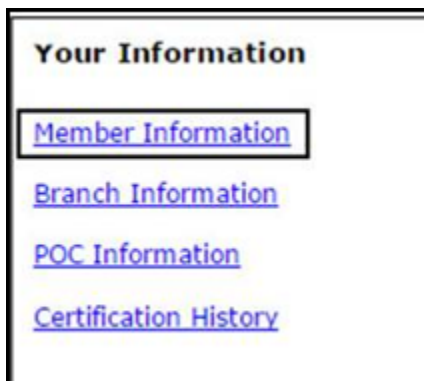 Your Information
Member Information
Branch Information
POC Information
Certification History